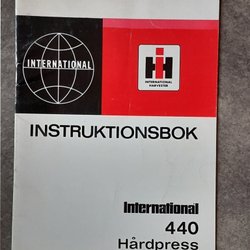 INTERNATIONAL
IH
INTERNATIONAL
HARVESTER
INSTRUKTIONSBOK
International
440
Hårdpress